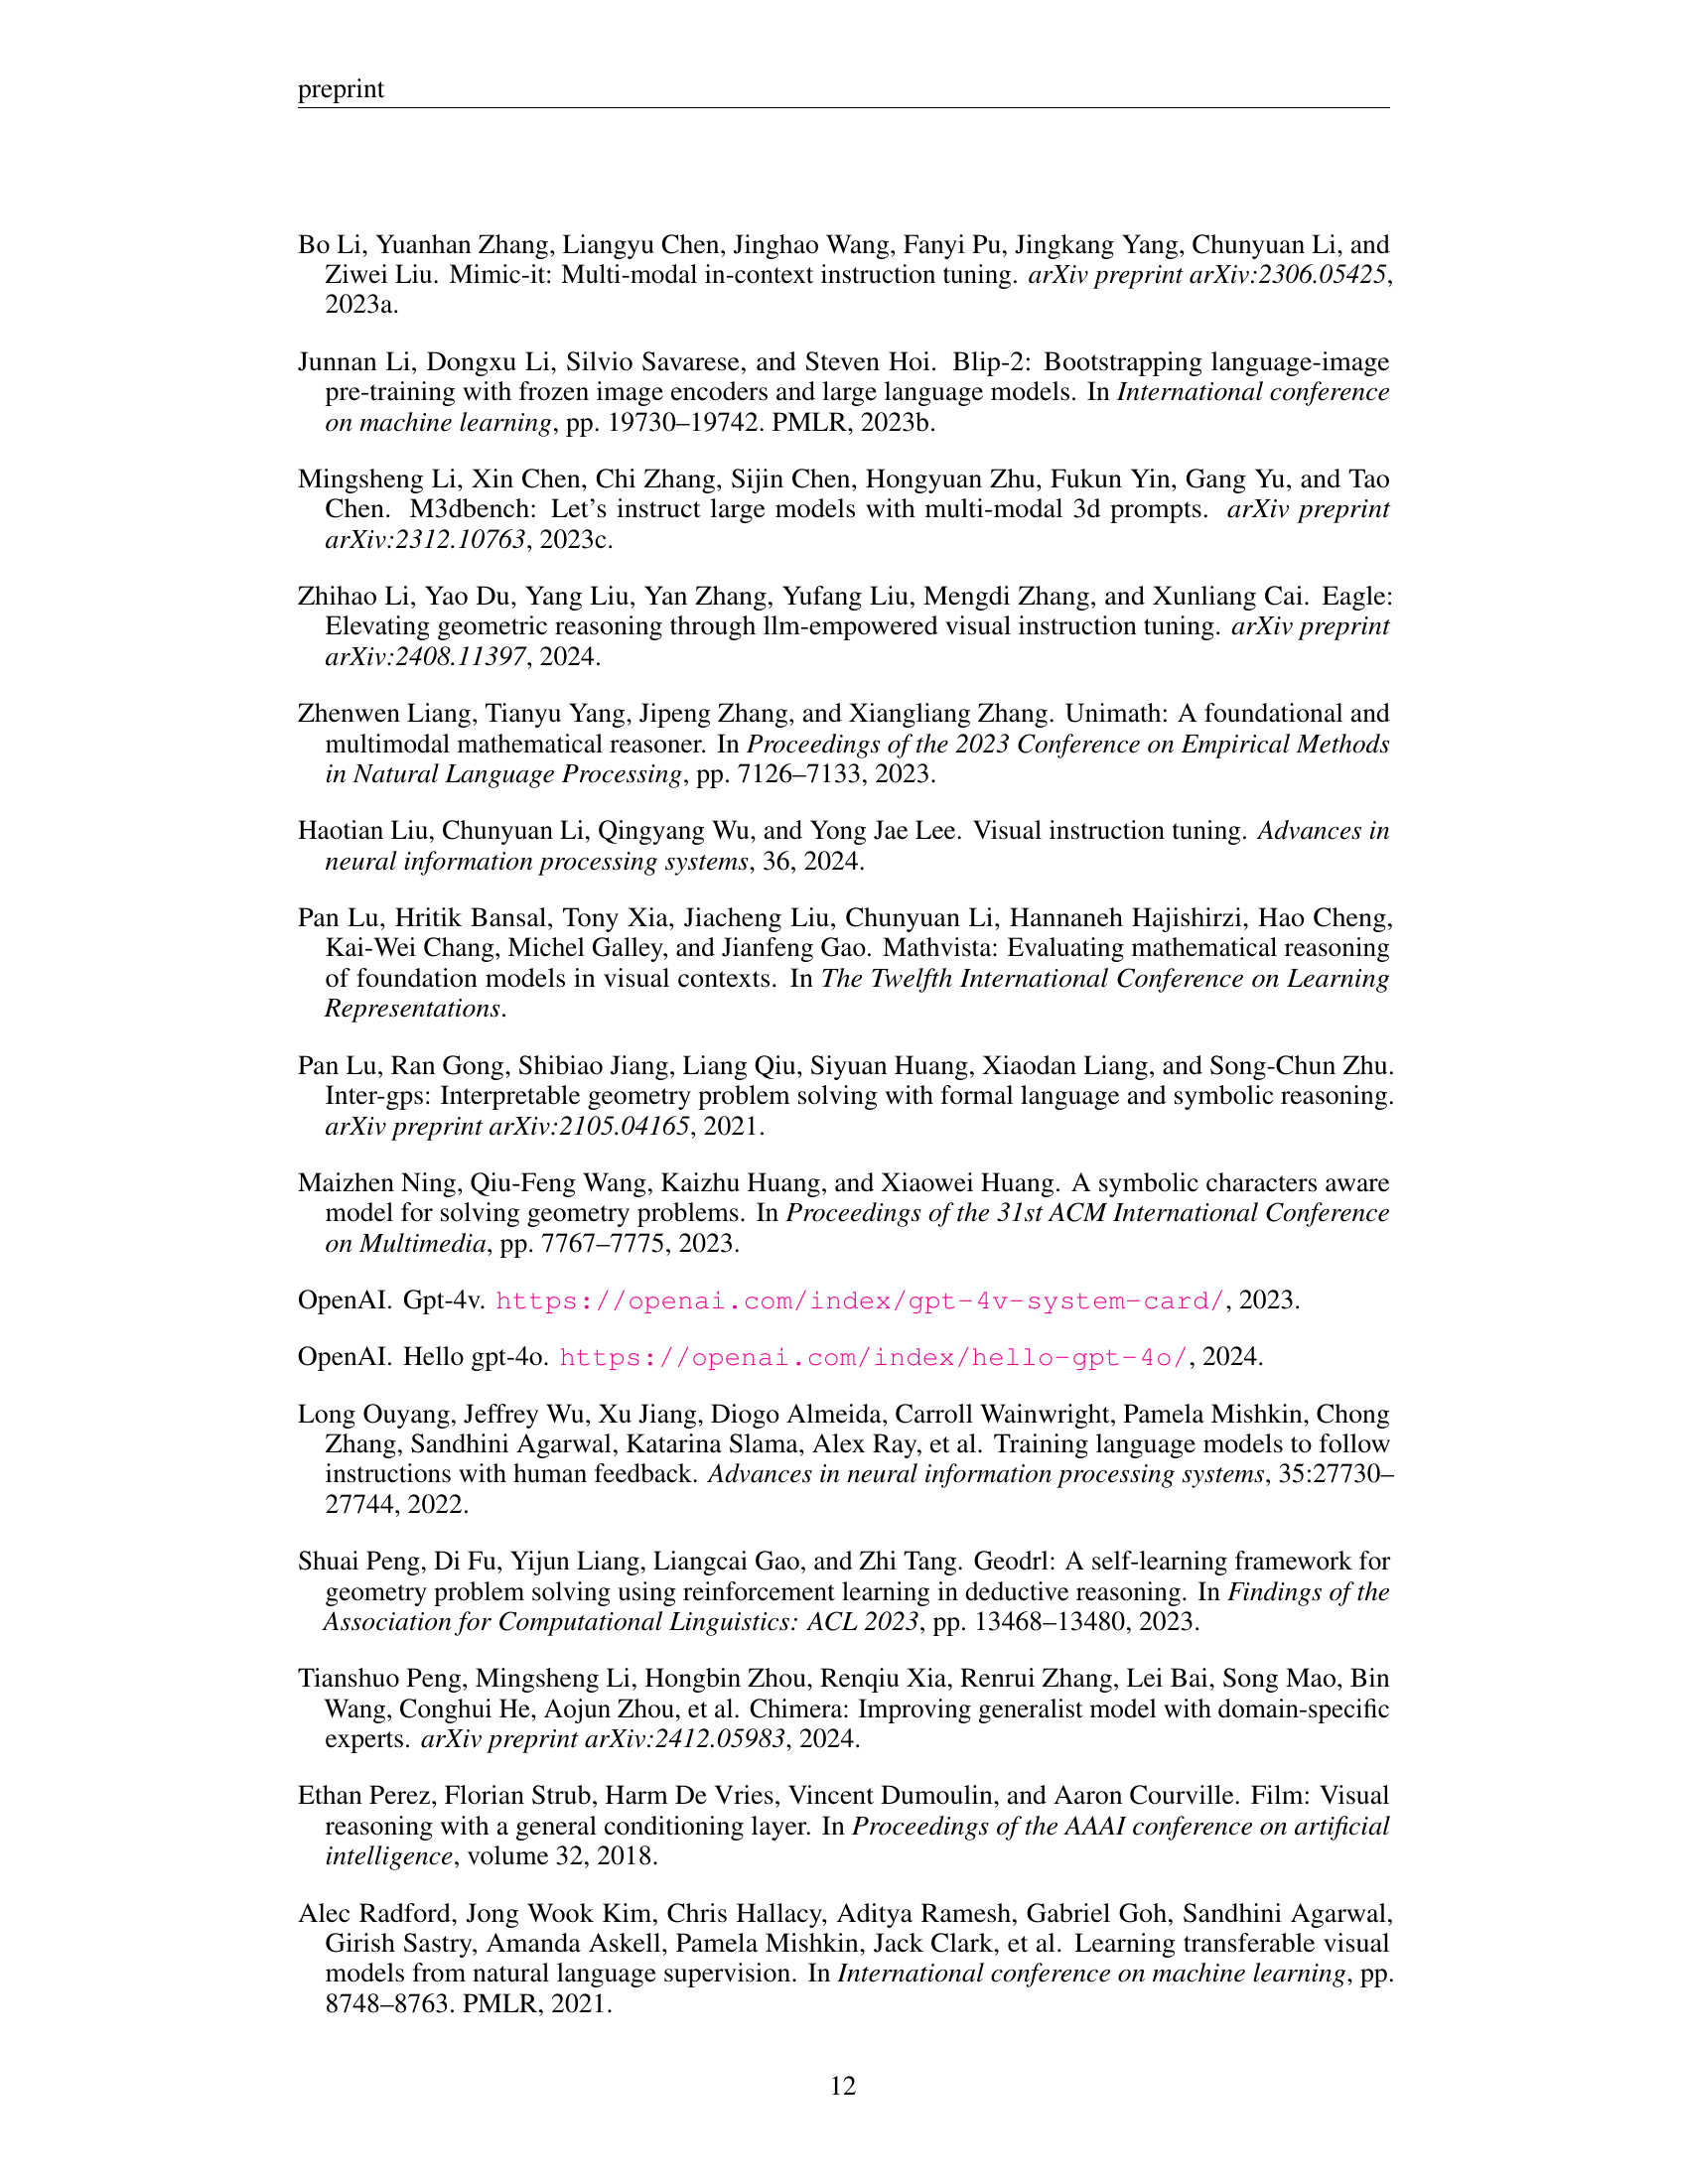 preprint
Bo Li, Yuanhan Zhang, Liangyu Chen, Jinghao Wang, Fanyi Pu, Jingkang Yang, Chunyuan Li, and
Ziwei Liu. Mimic-it: Multi-modal in-context instruction tuning. arXiv preprint arXiv:2306.05425,
2023a.
Junnan Li, Dongxu Li, Silvio Savarese, and Steven Hoi. Blip-2: Bootstrapping language-image
pre-training with frozen image encoders and large language models. In International conference
on machine learning, pp. 19730–19742. PMLR, 2023b.
Mingsheng Li, Xin Chen, Chi Zhang, Sijin Chen, Hongyuan Zhu, Fukun Yin, Gang Yu, and Tao
Chen. M3dbench: Let's instruct large models with multi-modal 3d prompts. arXiv preprint
arXiv:2312.10763, 2023c.
Zhihao Li, Yao Du, Yang Liu, Yan Zhang, Yufang Liu, Mengdi Zhang, and Xunliang Cai. Eagle:
Elevating geometric reasoning through llm-empowered visual instruction tuning. arXiv preprint
arXiv:2408.11397, 2024.
Zhenwen Liang, Tianyu Yang, Jipeng Zhang, and Xiangliang Zhang. Unimath: A foundational and
multimodal mathematical reasoner. In Proceedings of the 2023 Conference on Empirical Methods
in Natural Language Processing, pp. 7126–7133, 2023.
Haotian Liu, Chunyuan Li, Qingyang Wu, and Yong Jae Lee. Visual instruction tuning. Advances in
neural information processing systems, 36, 2024.
Pan Lu, Hritik Bansal, Tony Xia, Jiacheng Liu, Chunyuan Li, Hannaneh Hajishirzi, Hao Cheng,
Kai-Wei Chang, Michel Galley, and Jianfeng Gao. Mathvista: Evaluating mathematical reasoning
of foundation models in visual contexts. In The Twelfth International Conference on Learning
Representations.
Pan Lu, Ran Gong, Shibiao Jiang, Liang Qiu, Siyuan Huang, Xiaodan Liang, and Song-Chun Zhu.
Inter-gps: Interpretable geometry problem solving with formal language and symbolic reasoning.
arXiv preprint arXiv:2105.04165, 2021.
Maizhen Ning, Qiu-Feng Wang, Kaizhu Huang, and Xiaowei Huang. A symbolic characters aware
model for solving geometry problems. In Proceedings of the 31st ACM International Conference
on Multimedia, pp. 7767–7775, 2023.
OpenAI. Gpt-4v. https://openai.com/index/gpt-4v-system-card/, 2023.
OpenAI. Hello gpt-4o. https://openai.com/index/hello-gpt-4o/, 2024.
Long Ouyang, Jeffrey Wu, Xu Jiang, Diogo Almeida, Carroll Wainwright, Pamela Mishkin, Chong
Zhang, Sandhini Agarwal, Katarina Slama, Alex Ray, et al. Training language models to follow
instructions with human feedback. Advances in neural information processing systems, 35:27730–
27744, 2022.
Shuai Peng, Di Fu, Yijun Liang, Liangcai Gao, and Zhi Tang. Geodrl: A self-learning framework for
geometry problem solving using reinforcement learning in deductive reasoning. In Findings of the
Association for Computational Linguistics: ACL 2023, pp. 13468–13480, 2023.
Tianshuo Peng, Mingsheng Li, Hongbin Zhou, Renqiu Xia, Renrui Zhang, Lei Bai, Song Mao, Bin
Wang, Conghui He, Aojun Zhou, et al. Chimera: Improving generalist model with domain-specific
experts. arXiv preprint arXiv:2412.05983, 2024.
Ethan Perez, Florian Strub, Harm De Vries, Vincent Dumoulin, and Aaron Courville. Film: Visual
reasoning with a general conditioning layer. In Proceedings of the AAAI conference on artificial
intelligence, volume 32, 2018.
Alec Radford, Jong Wook Kim, Chris Hallacy, Aditya Ramesh, Gabriel Goh, Sandhini Agarwal,
Girish Sastry, Amanda Askell, Pamela Mishkin, Jack Clark, et al. Learning transferable visual
models from natural language supervision. In International conference on machine learning, pp.
8748–8763. PMLR, 2021.
12